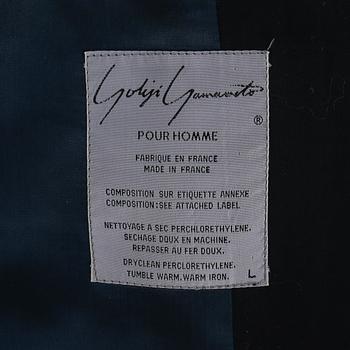 Yohji Yamamoto
®
POUR HOMME
FABRIQUE EN FRANCE
MADE IN FRANCE
COMPOSITION SUR ETIQUETTE ANNEXE
COMPOSITION:SEE ATTACHED LABEL
NETTOYAGE A SEC PERCHLORETHYLENE.
SECHAGE DOUX EN MACHINE.
REPASSER AU FER DOUX.
DRYCLEAN PERCLORETHYLENE.
TUMBLE WARM.WARM IRON.
L